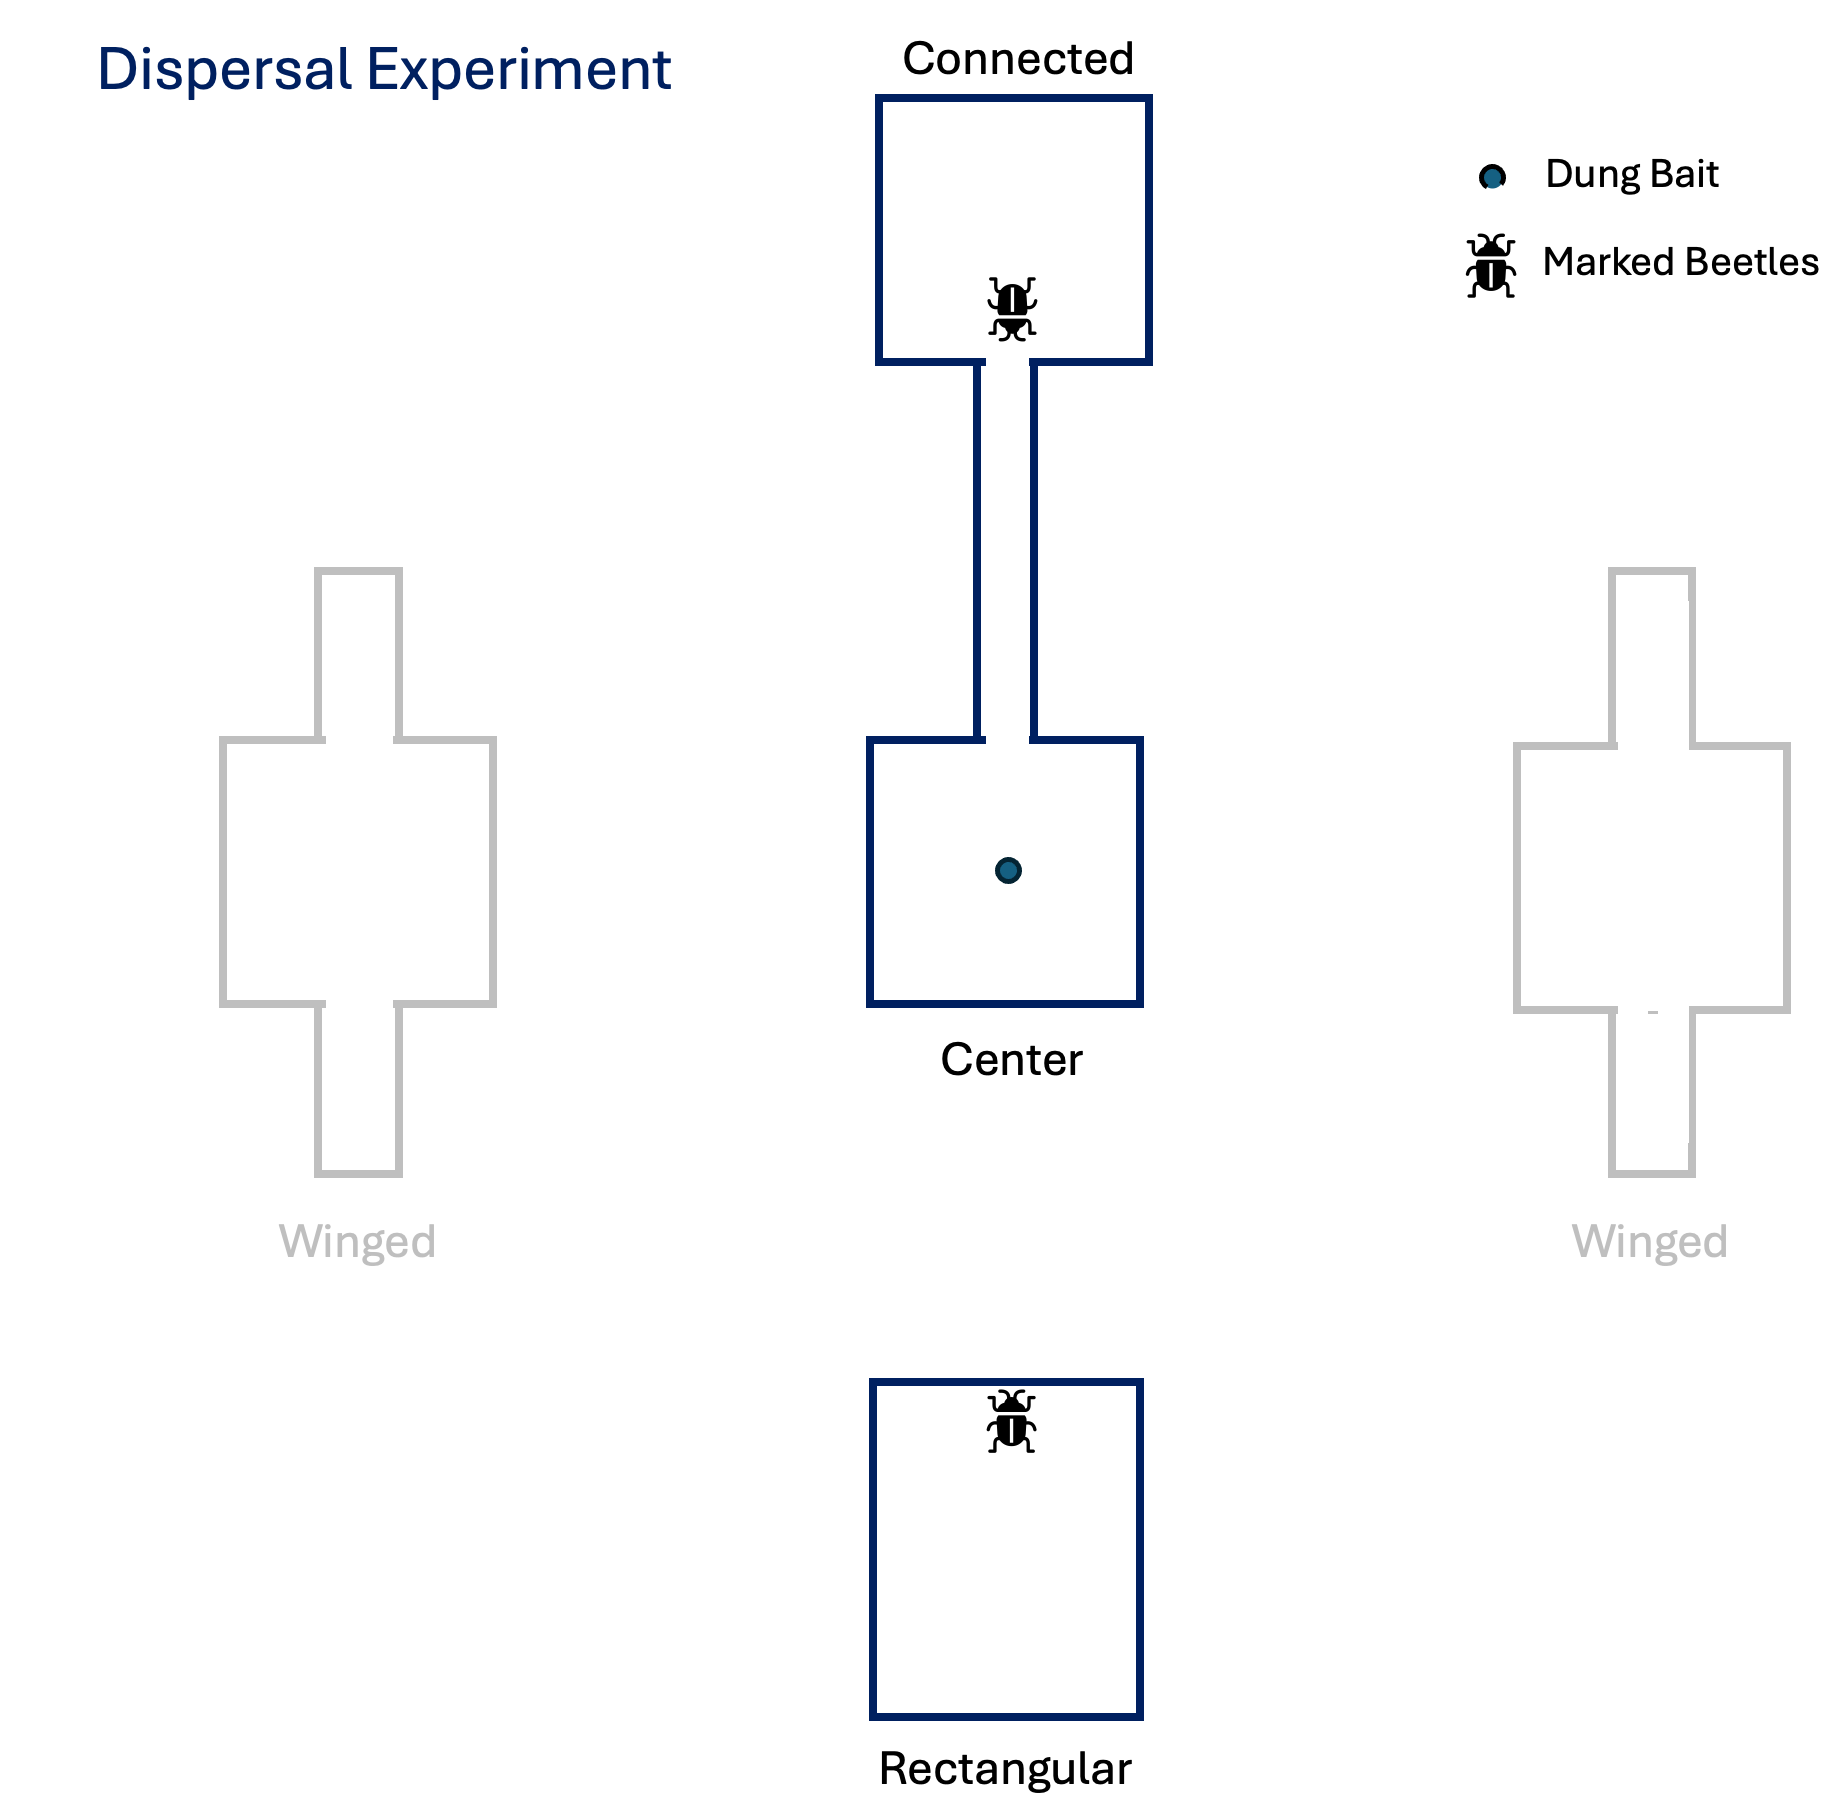 Dispersal Experiment
Connected
Dung Bait
Marked Beetles
Center
Winged
Winged
Rectangular